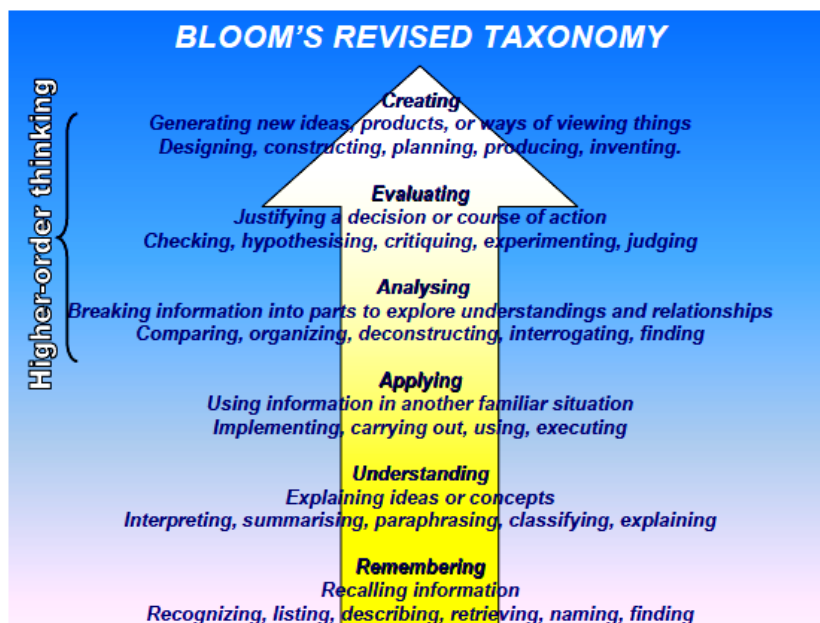 BLOOM'S REVISED TAXONOMY
Higher-order thinking
Creating
Generating new ideas, products, or ways of viewing things
Designing, constructing, planning, producing, inventing.
Evaluating
Justifying a decision or course of action
Checking, hypothesising, critiquing, experimenting, judging
Analysing
Breaking information into parts to explore understandings and relationships
Comparing, organizing, deconstructing, interrogating, finding
Applying
Using information in another familiar situation
Implementing, carrying out, using, executing
Understanding
Explaining ideas or concepts
Interpreting, summarising, paraphrasing, classifying, explaining
Remembering
Recalling information
Recognizing, listing, describing, retrieving, naming, finding